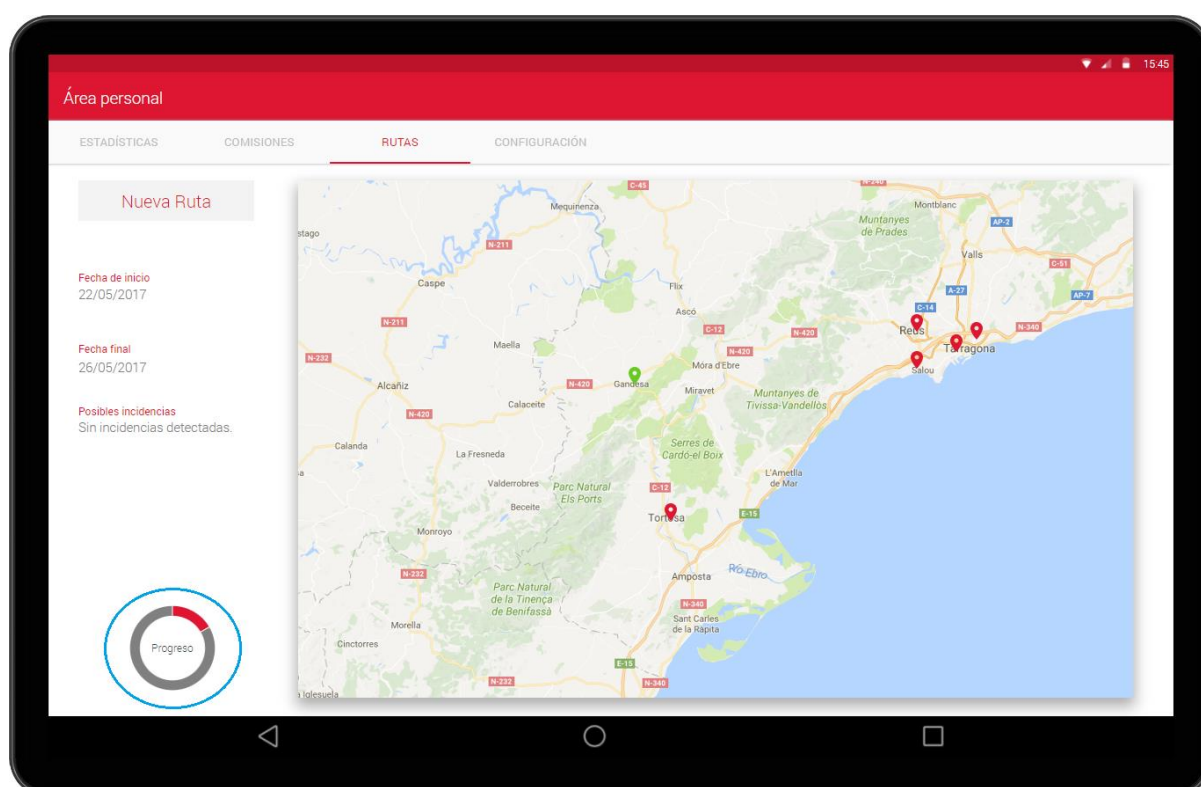 15:45
Área personal
ESTADÍSTICAS COMISIONES RUTAS CONFIGURACIÓN
Nueva Ruta
Fecha de inicio
22/05/2017
Fecha final
26/05/2017
Posibles incidencias
Sin incidencias detectadas.
Progreso
C-45
N-240
Mequinenza
Montblanc
Muntanyes
de Prades
AP-2
stago
N-211
Valls
C-51
Caspe
Flix
A-27
AP-7
C-14
Ascó
N-211
C-12
N-420
Reus
N-340
Maella
N-232
N-420
Tarragona
Móra d'Ebre
Salou
Alcañiz
N-420
Gandesa
Miravet
Muntanyes de
Tivissa-Vandellòs
Calaceite
N-420
Calanda
La Fresneda
Serres de
Cardó-el Boix
a
L'Ametlla
de Mar
Valderrobres
Parc Natural
Els Ports
C-12
Beceite
Tortosa
E-15
Monroyo
N-232
Amposta
Río Ebro
Parc Natural
de la Tinença
de Benifassà
N-340
Morella
Sant Carles
de la Ràpita
Cinctorres
E-15
N-232
N-340
a Iglesuela